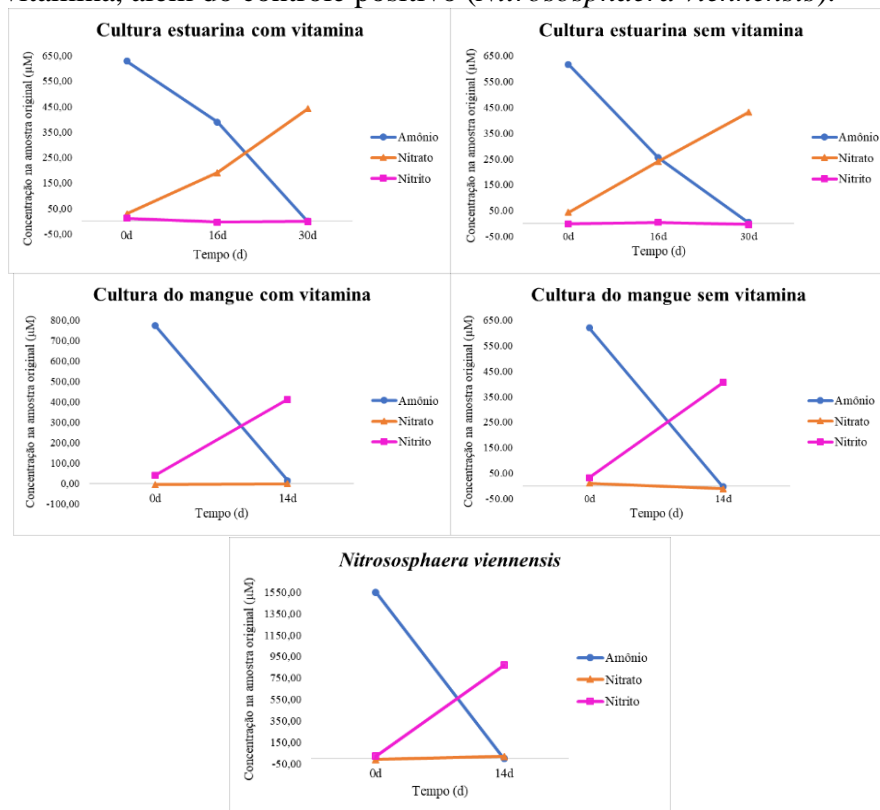 vitamina, além do controle positivo (Nitrososphaera viennensis).
Cultura estuarina com vitamina
Concentração na amostra original (µM)
650,00
550,00
450,00
350,00
250,00
150,00
50,00
-50,00
0d 16d 30d
Tempo (d)
Amônio
Nitrato
Nitrito
Cultura estuarina sem vitamina
Concentração na amostra original (µM)
650.00
550.00
450.00
350.00
250.00
150.00
50.00
-50.00
0d 16d 30d
Tempo (d)
Amônio
Nitrato
Nitrito
Cultura do mangue com vitamina
Concentração na amostra original (µM)
800,00
700,00
600,00
500,00
400,00
300,00
200,00
100,00
0,00
-100,00
0d 14d
Tempo (d)
Amônio
Nitrato
Nitrito
Cultura do mangue sem vitamina
Concentração na amostra original (µM)
650.00
550.00
450.00
350.00
250.00
150.00
50.00
-50.00
0d 14d
Tempo (d)
Amônio
Nitrato
Nitrito
Nitrososphaera viennensis
Concentração na amostra original (µM)
1550,00
1350,00
1150,00
950,00
750,00
550,00
350,00
150,00
-50,00
0d 14d
Tempo (d)
Amônio
Nitrato
Nitrito